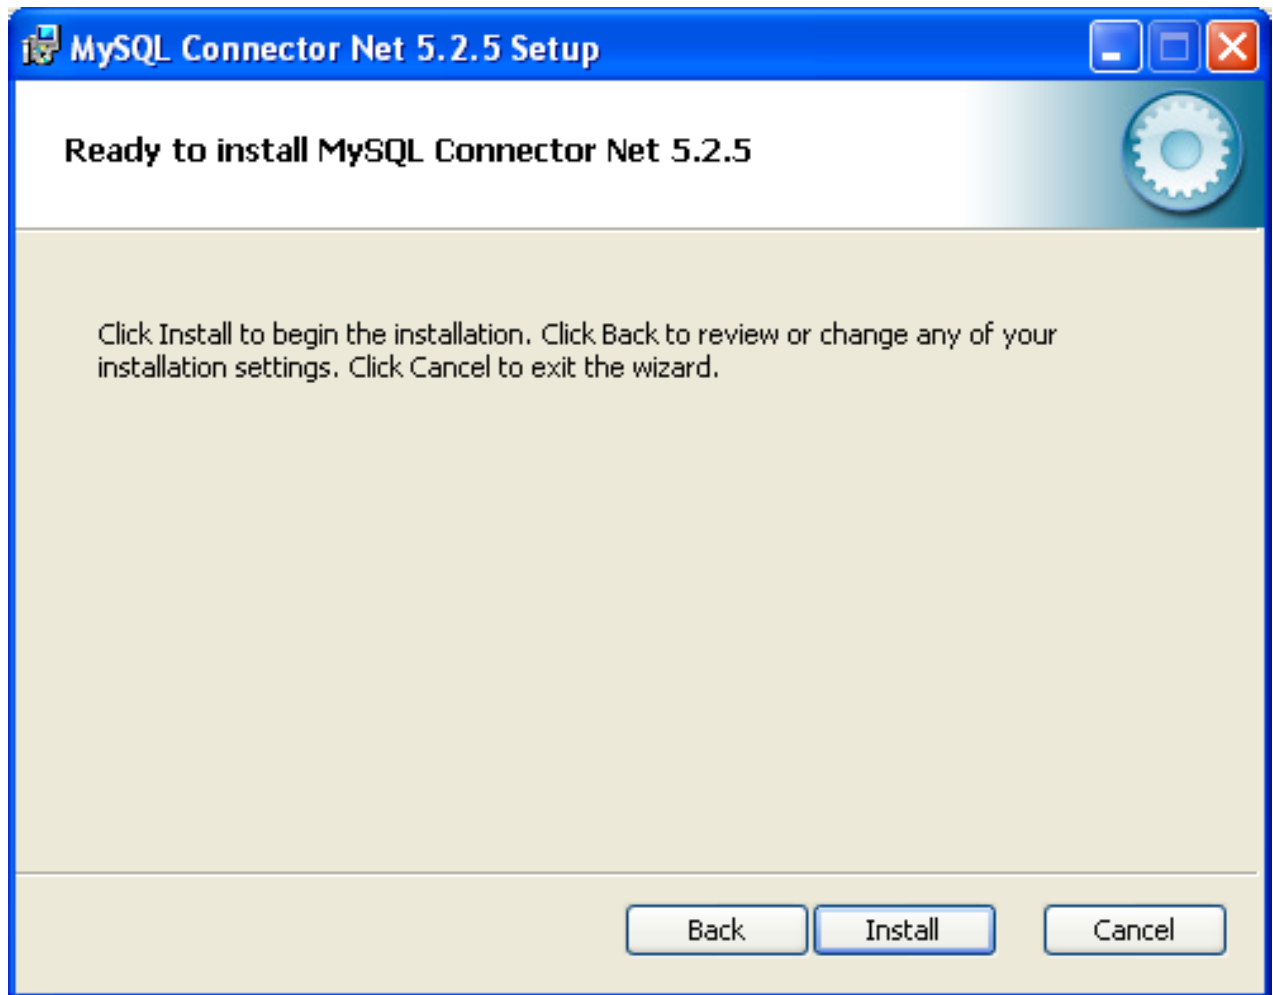 MySQL Connector Net 5.2.5 Setup
Ready to install MySQL Connector Net 5.2.5
Click Install to begin the installation. Click Back to review or change any of your
installation settings. Click Cancel to exit the wizard.
Back Install Cancel